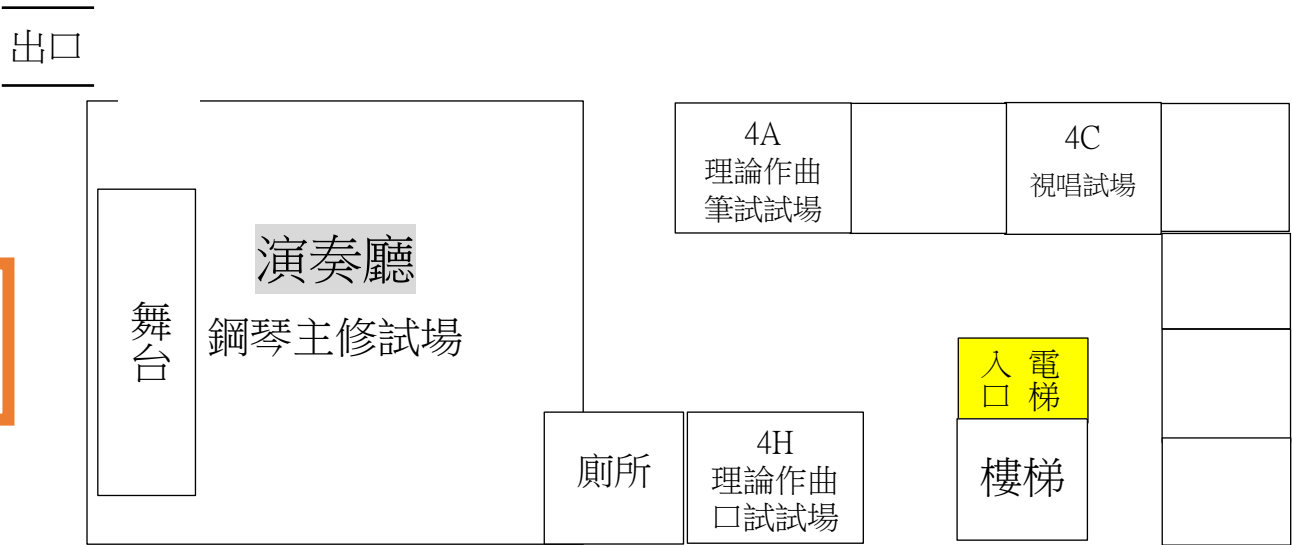 出口
4A
理論作曲
筆試試場
4C
視唱試場
演奏廳
鋼琴主修試場
舞台
電梯
入口
廁所
4H
理論作曲
口試試場
樓梯